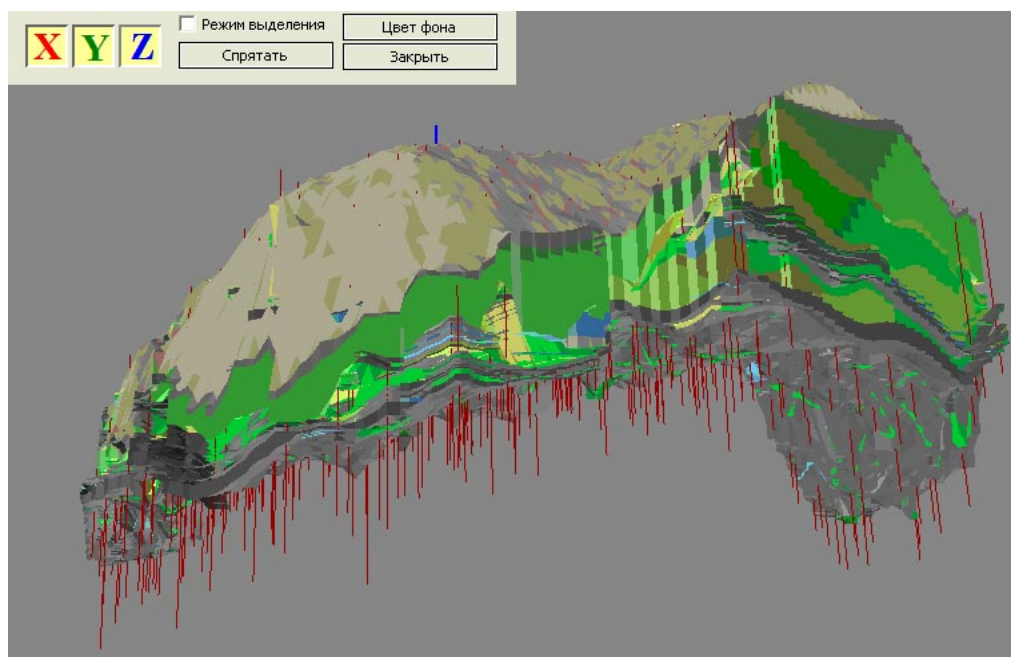 X Y Z
Режим выделения
Цвет фона
Спрятать
Закрыть